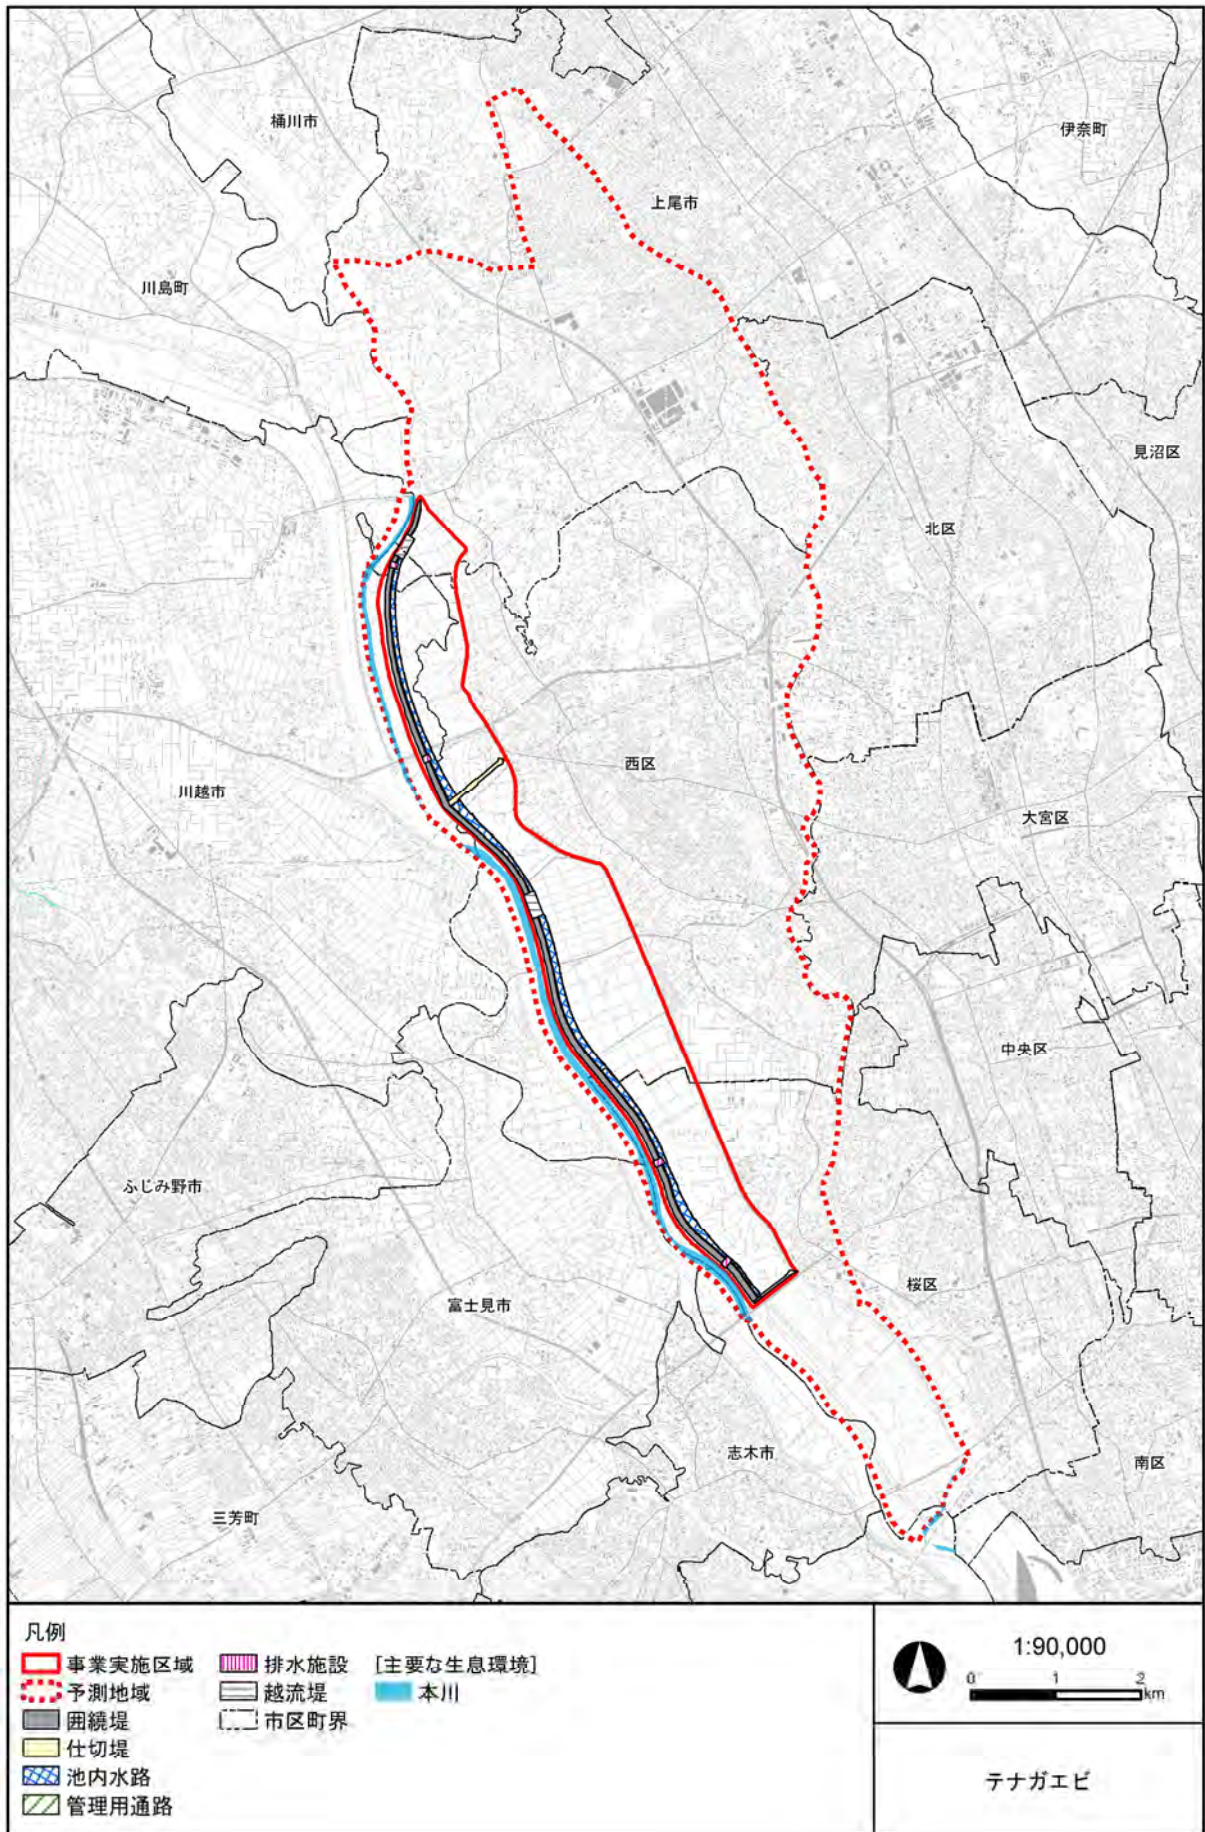 桶川市
伊奈町
上尾市
川島町
見沼区
北区
西区
川越市
大宮区
中央区
ふじみ野市
桜区
富士見市
志木市
南区
三芳町
凡例
事業実施区域
予測地域
囲繞堤
仕切堤
池内水路
管理用通路
排水施設
越流堤
市区町界
[主要な生息環境]
本川
1:90,000
0 1 2
km
テナガエビ